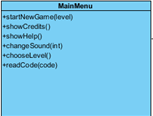 MainMenu
+startNewGame(level)
+showCredits()
+showHelp()
+changeSound(int)
+chooseLevel()
+readCode(code)